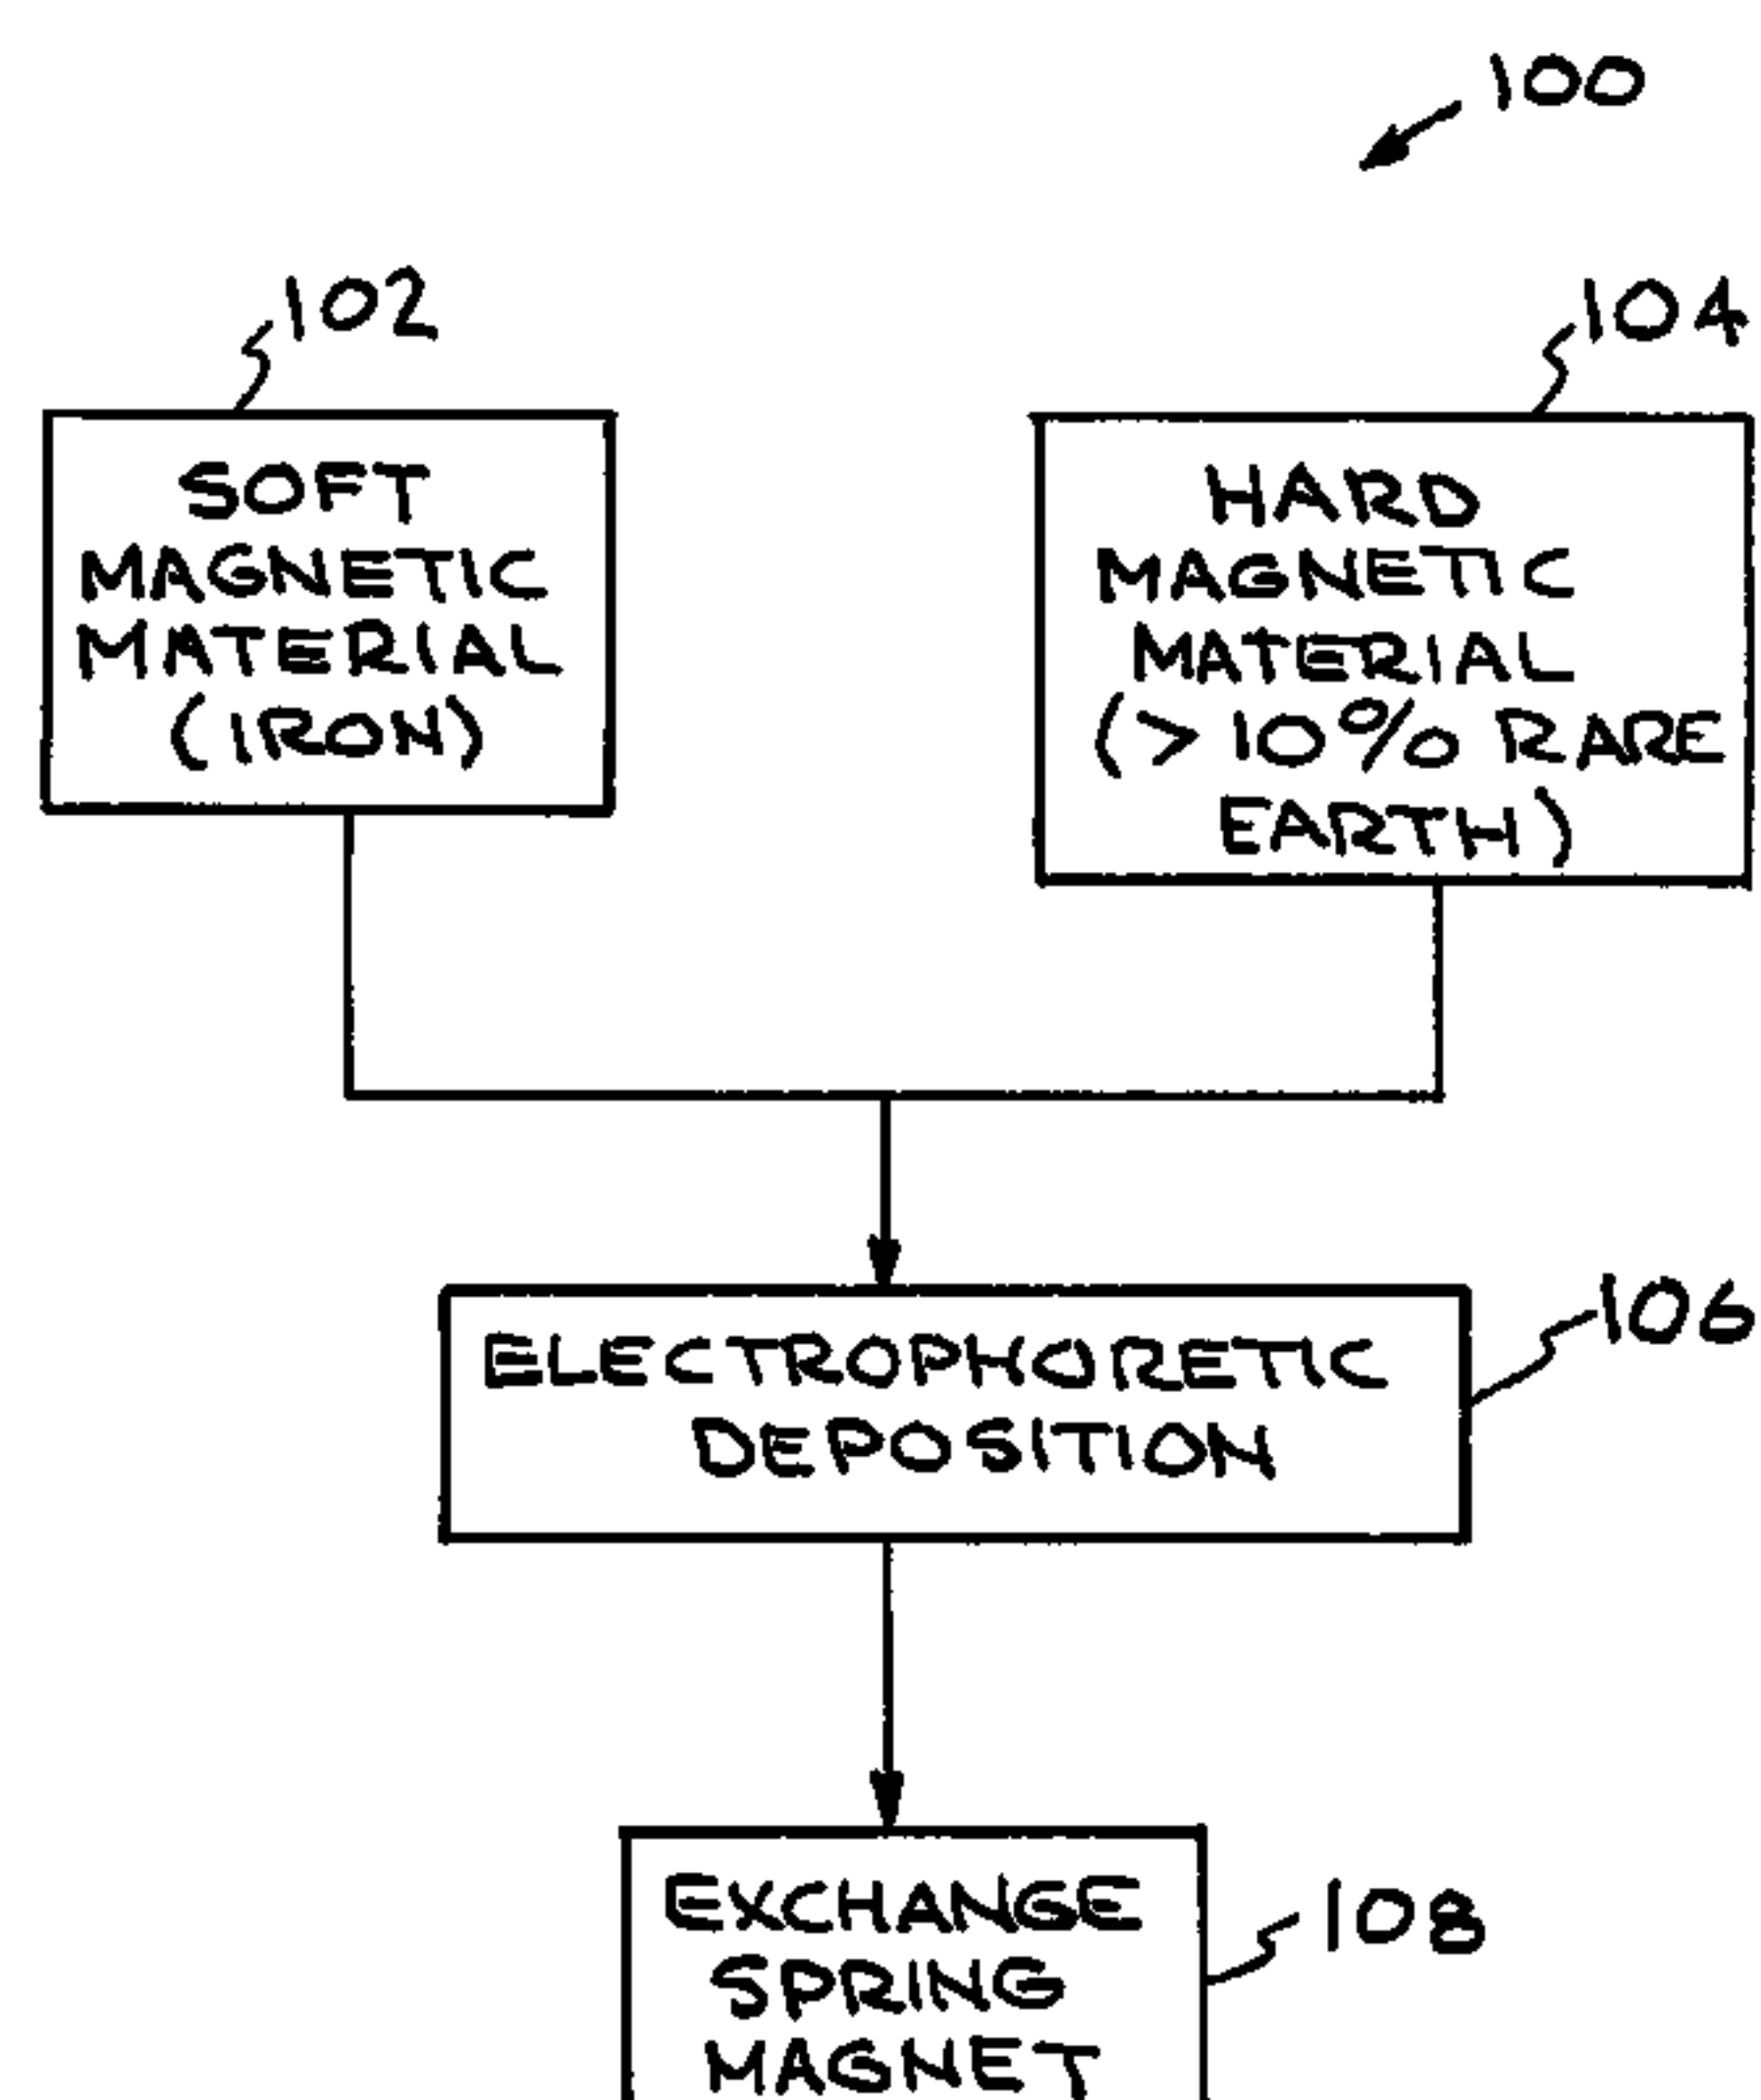 100
102
104
SOFT
MAGNETIC
MATERIAL
(IRON)
HARD
MAGNETIC
MATERIAL
(> 10% RARE
EARTH)
106
ELECTROPHORETIC
DEPOSITION
108
EXCHANGE
SPRING
MAGNET